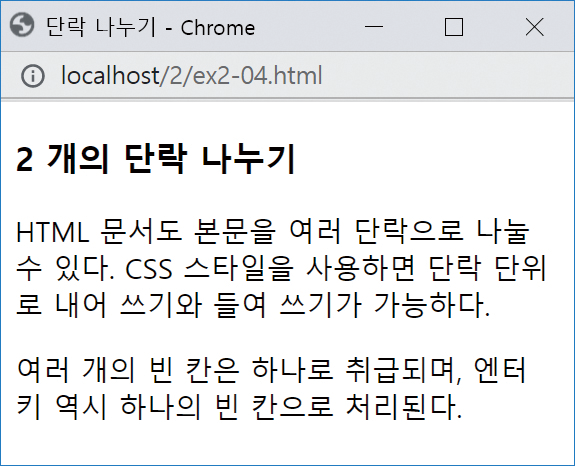 단락 나누기 - Chrome
localhost/2/ex2-04.html
2 개의 단락 나누기
HTML 문서도 본문을 여러 단락으로 나눌
수 있다. CSS 스타일을 사용하면 단락 단위
로 내어 쓰기와 들여 쓰기가 가능하다.
여러 개의 빈 칸은 하나로 취급되며, 엔터
키 역시 하나의 빈 칸으로 처리된다.